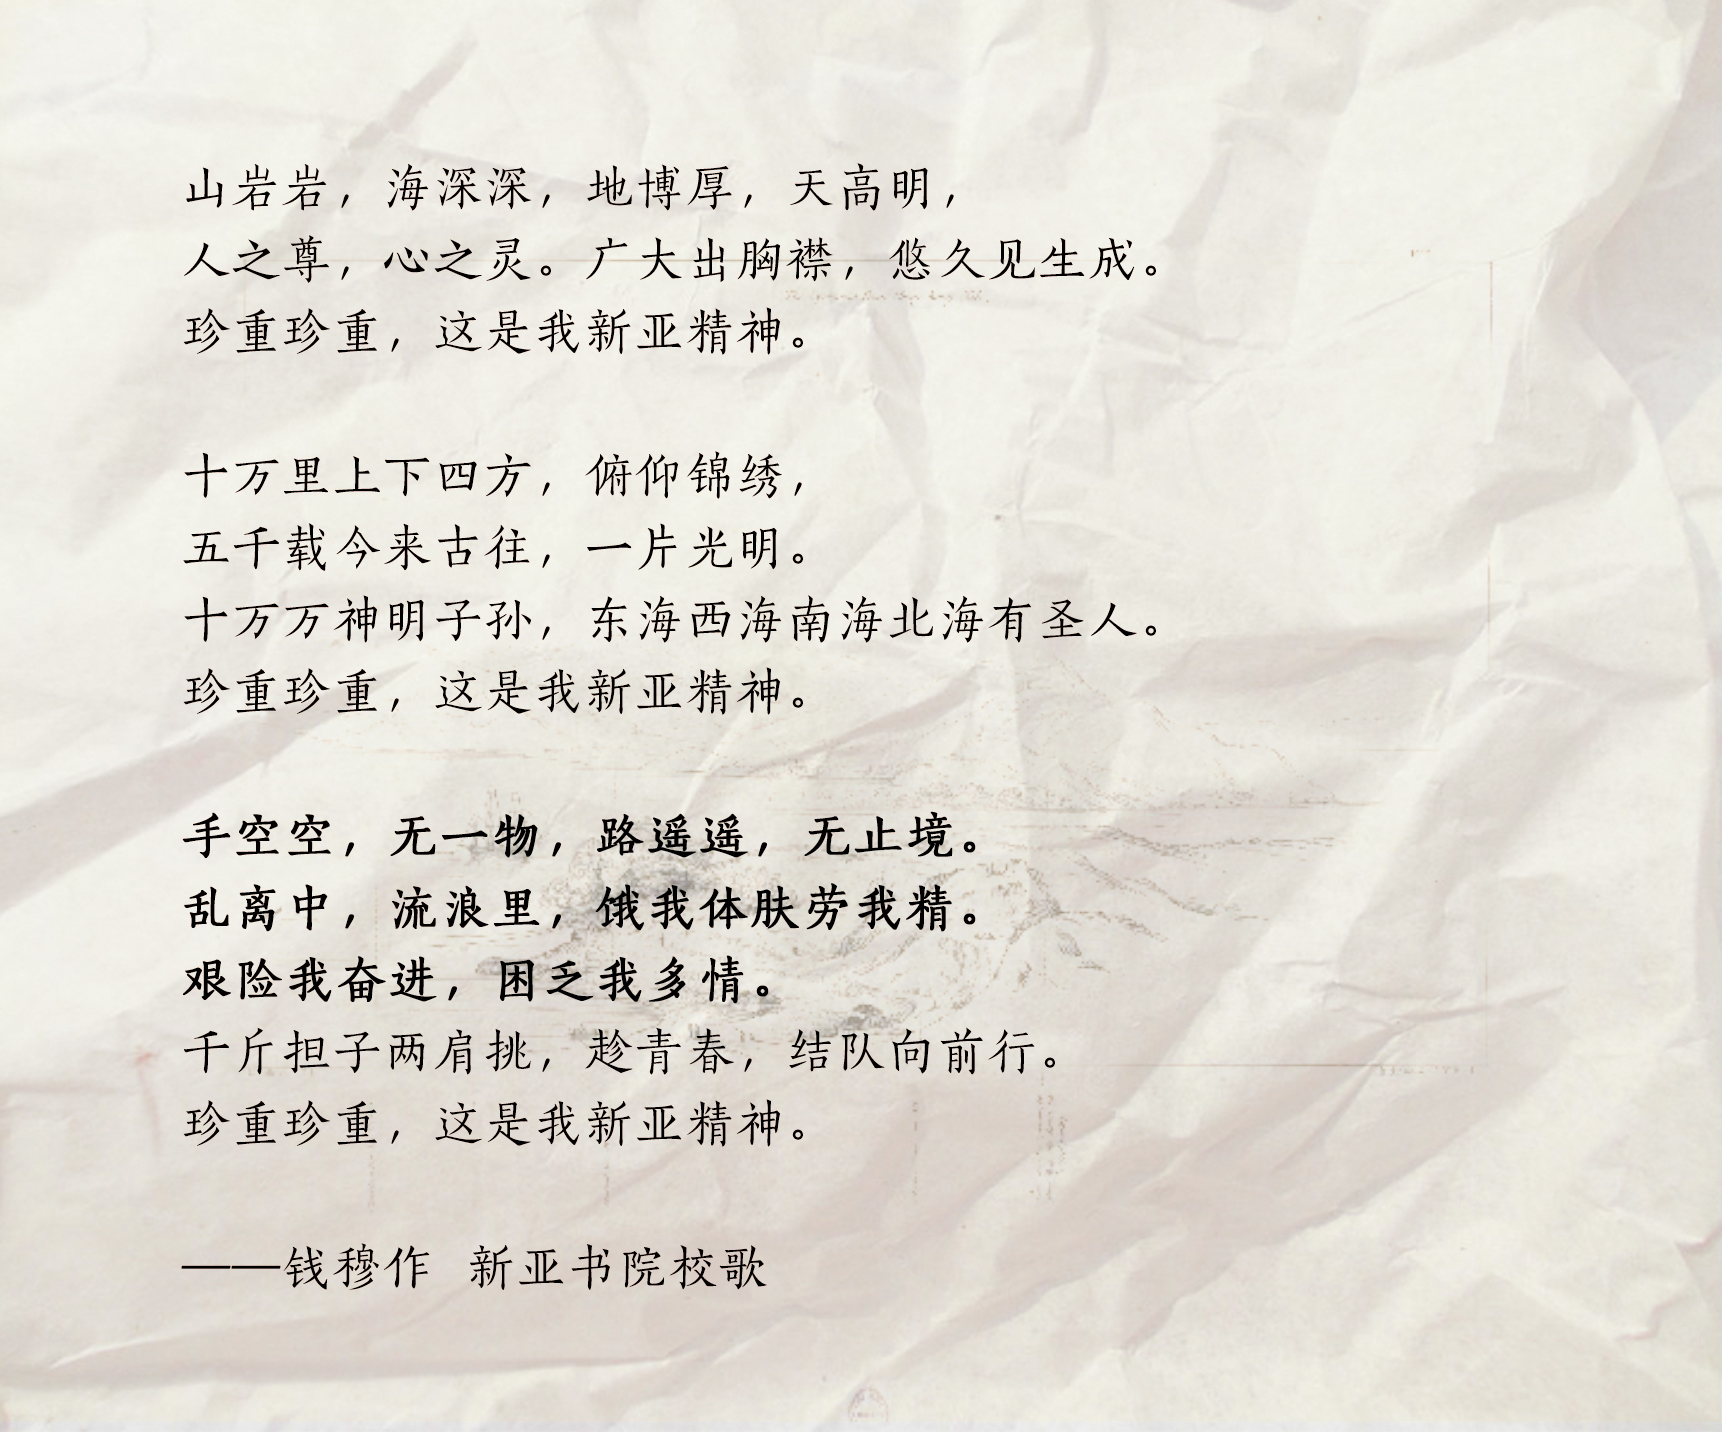 山岩岩，海深深，地博厚，天高明，
人之尊，心之灵。广大出胸襟，悠久见生成。
珍重珍重，这是我新亚精神。
十万里上下四方，俯仰锦绣，
五千载今来古往，一片光明。
十万万神明子孙，东海西海南海北海有圣人。
珍重珍重，这是我新亚精神。
手空空，无一物，路遥遥，无止境。
乱离中，流浪里，饿我体肤劳我精。
艰险我奋进，困乏我多情。
千斤担子两肩挑，趁青春，结队向前行。
珍重珍重，这是我新亚精神。
——钱穆作 新亚书院校歌